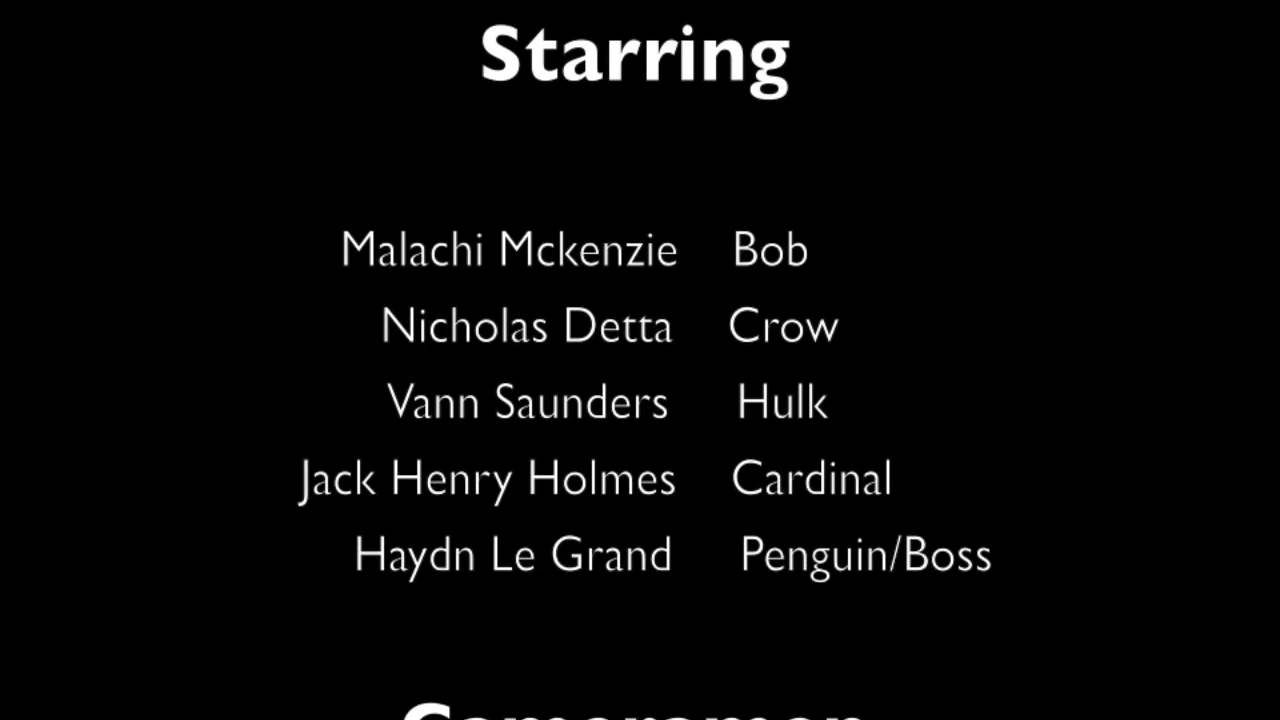 Starring
Malachi Mckenzie Bob
Nicholas Detta Crow
Vann Saunders Hulk
Jack Henry Holmes Cardinal
Haydn Le Grand Penguin/Boss